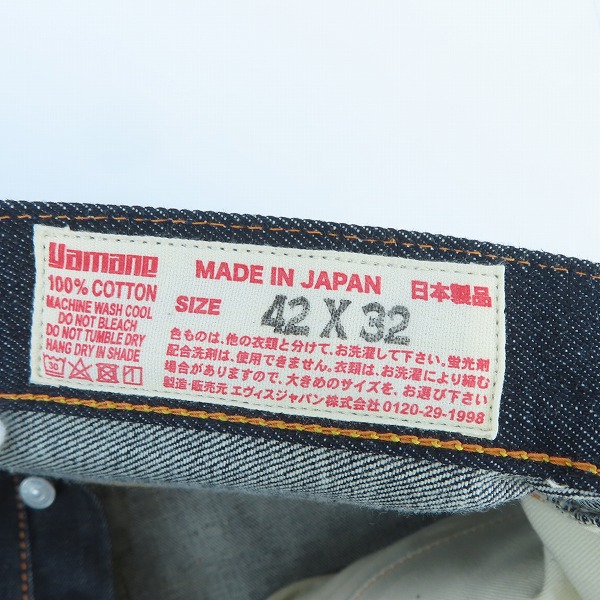 Yamane
MADE IN JAPAN 日本製品
100% COTTON
MACHINE WASH COOL
DO NOT BLEACH
DO NOT TUMBLE DRY
HANG DRY IN SHADE
30
SIZE 42 X 32
色ものは、他の衣類と分けて、お洗濯して下さい。蛍光剤
配合洗剤は、使用できません。衣類は、お洗濯により縮む
場合がありますので、大きめのサイズを、お選び下さい
製造・販売元 エヴィスジャパン株式会社 0120-29-1998